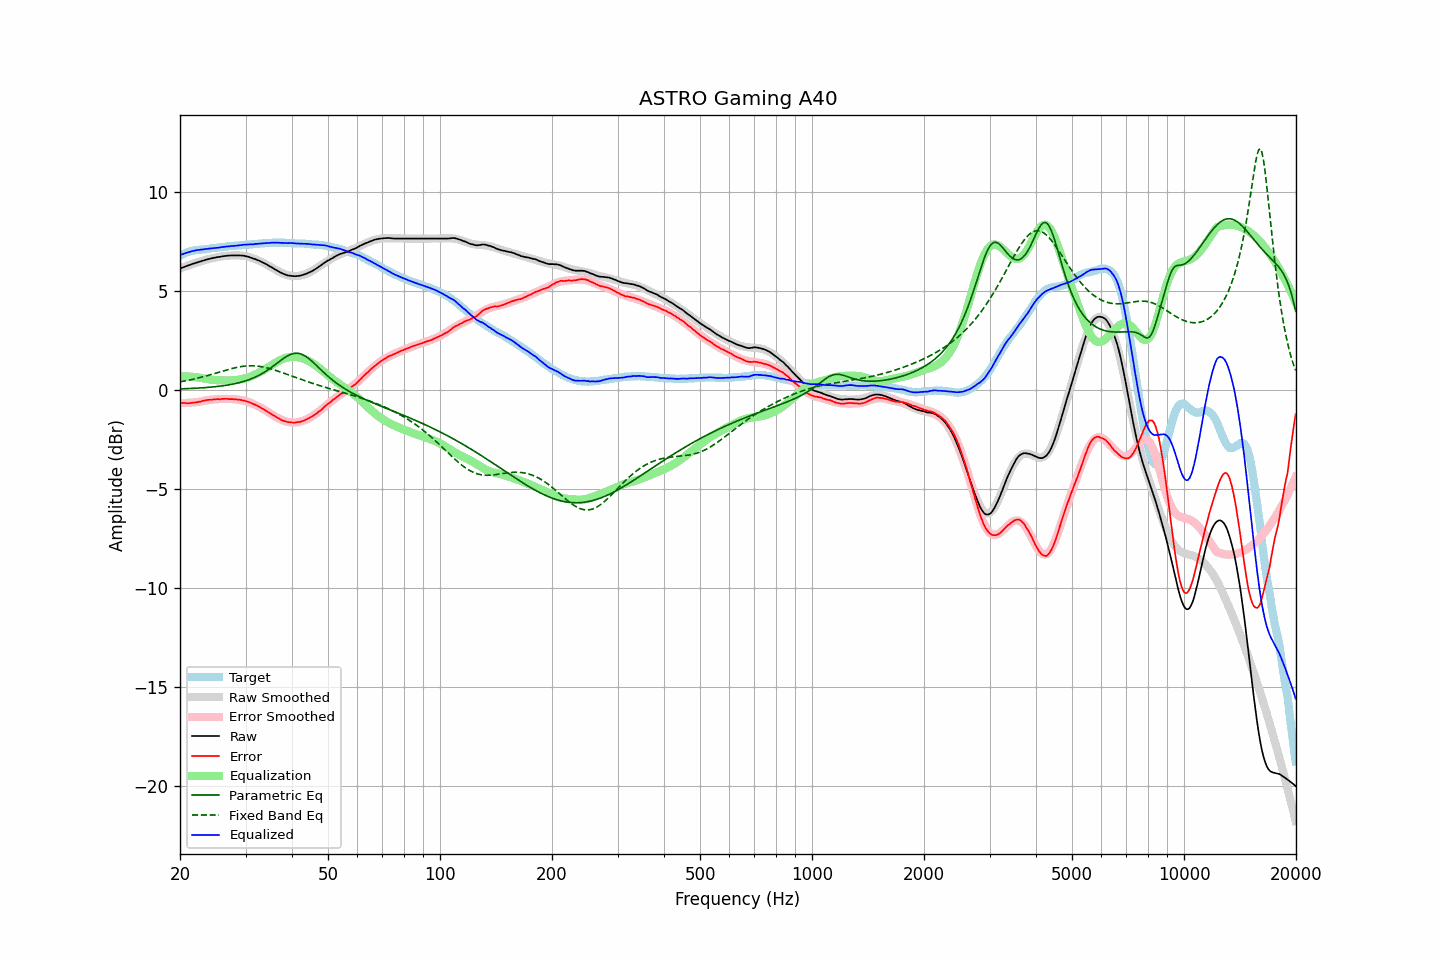 ASTRO Gaming A40
Amplitude (dBr)
10
5
0
−5
−10
−15
−20
Target
Raw Smoothed
Error Smoothed
Raw
Error
Equalization
Parametric Eq
Fixed Band Eq
Equalized
20 50 100 200 500 1000 2000 5000 10000 20000
Frequency (Hz)